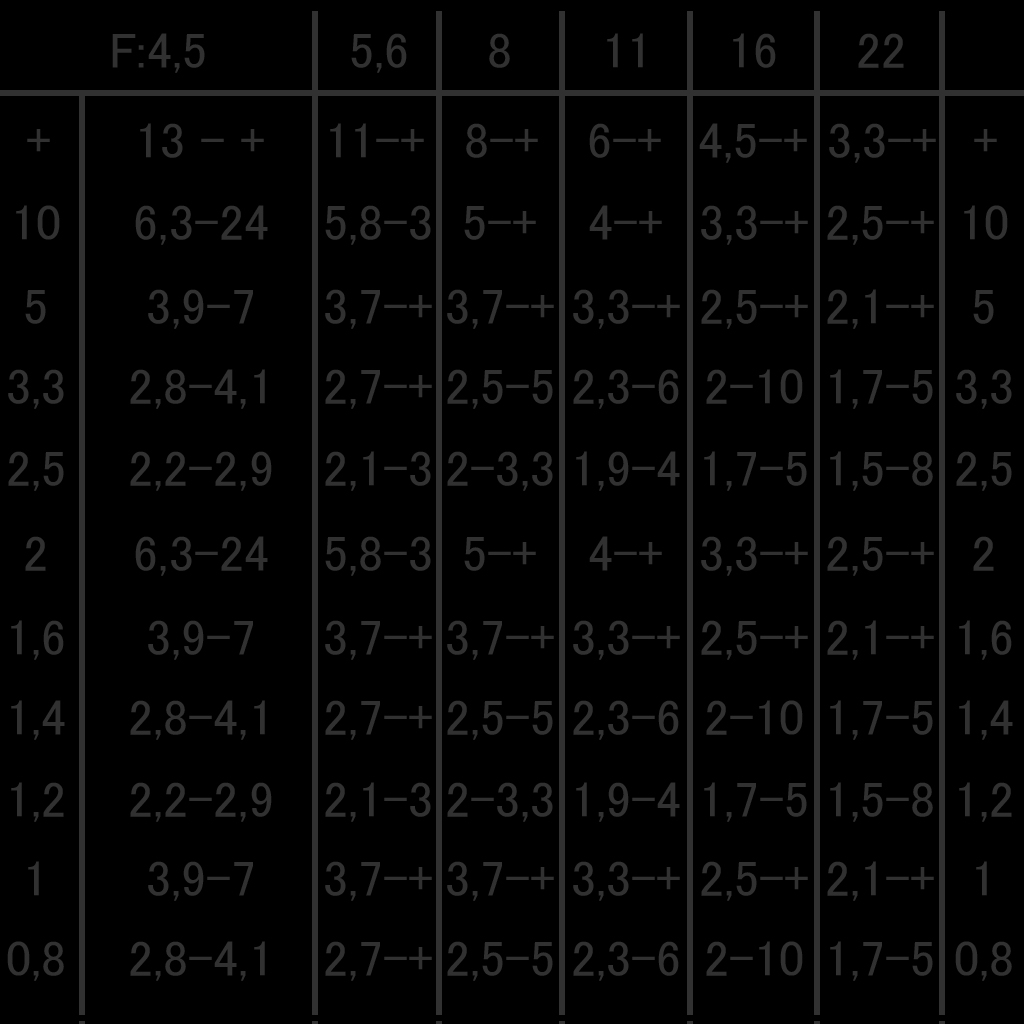 F:4,5 5,6 8 11 16 22
+ 13 – + 11–+ 8–+ 6–+ 4,5–+ 3,3–+ +
10 6,3–24 5,8–3 5–+ 4–+ 3,3–+ 2,5–+ 10
5 3,9–7 3,7–+ 3,7–+ 3,3–+ 2,5–+ 2,1–+ 5
3,3 2,8–4,1 2,7–+ 2,5–5 2,3–6 2–10 1,7–5 3,3
2,5 2,2–2,9 2,1–3 2–3,3 1,9–4 1,7–5 1,5–8 2,5
2 6,3–24 5,8–3 5–+ 4–+ 3,3–+ 2,5–+ 2
1,6 3,9–7 3,7–+ 3,7–+ 3,3–+ 2,5–+ 2,1–+ 1,6
1,4 2,8–4,1 2,7–+ 2,5–5 2,3–6 2–10 1,7–5 1,4
1,2 2,2–2,9 2,1–3 2–3,3 1,9–4 1,7–5 1,5–8 1,2
1 3,9–7 3,7–+ 3,7–+ 3,3–+ 2,5–+ 2,1–+ 1
0,8 2,8–4,1 2,7–+ 2,5–5 2,3–6 2–10 1,7–5 0,8